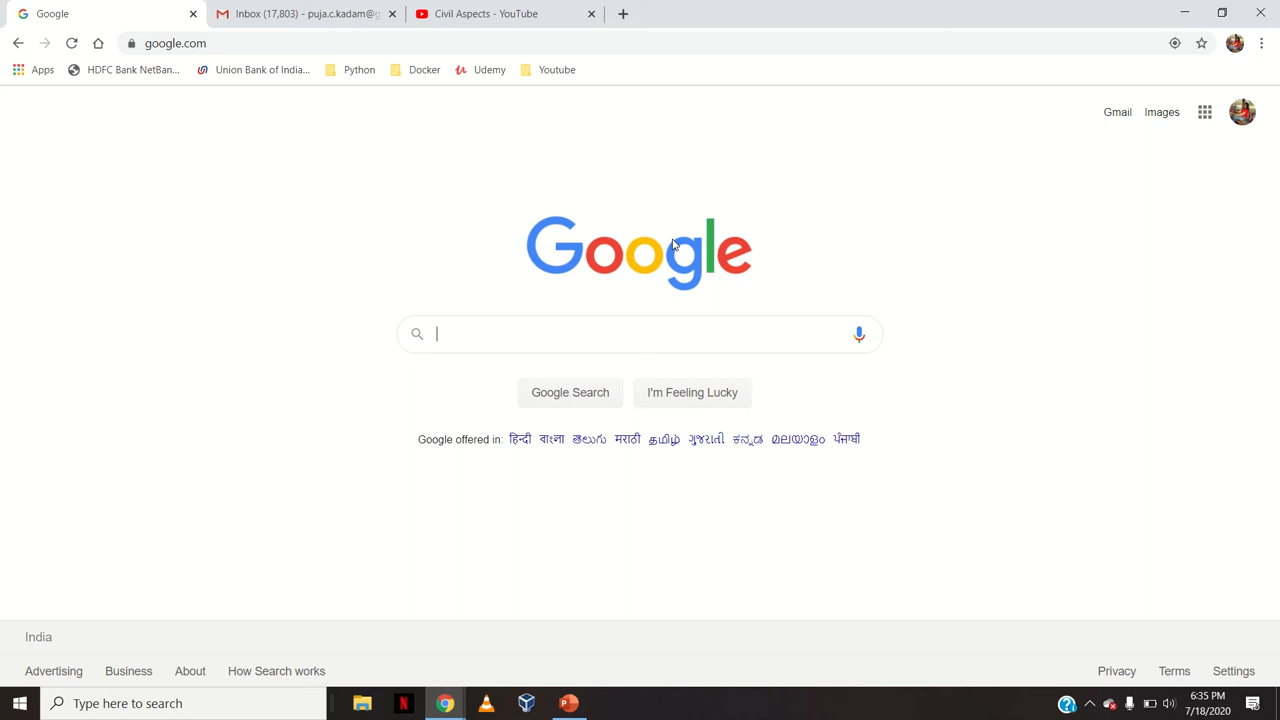 Google
Inbox (17,803) - puja.c.kadam@g
Civil Aspects - YouTube
google.com
Apps
HDFC Bank NetBan...
Union Bank of India...
Python
Docker
Udemy
Youtube
Gmail
Images
Google
Google Search
I'm Feeling Lucky
Google offered in: हिन्दी বাংলা తెలుగు मराठी தமிழ் ગુજરાતી ಕನ್ನಡ മലയാളം ਪੰਜਾਬੀ
India
Advertising
Business
About
How Search works
Privacy
Terms
Settings
Type here to search
6:35 PM
7/18/2020